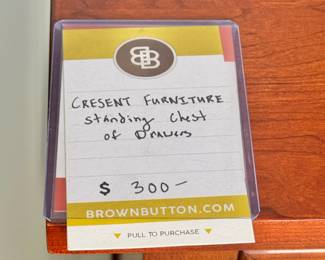 BB
CRESENT FURNITURE
Standing Chest
of Drawers
$ 300—
BROWNBUTTON.COM
PULL TO PURCHASE